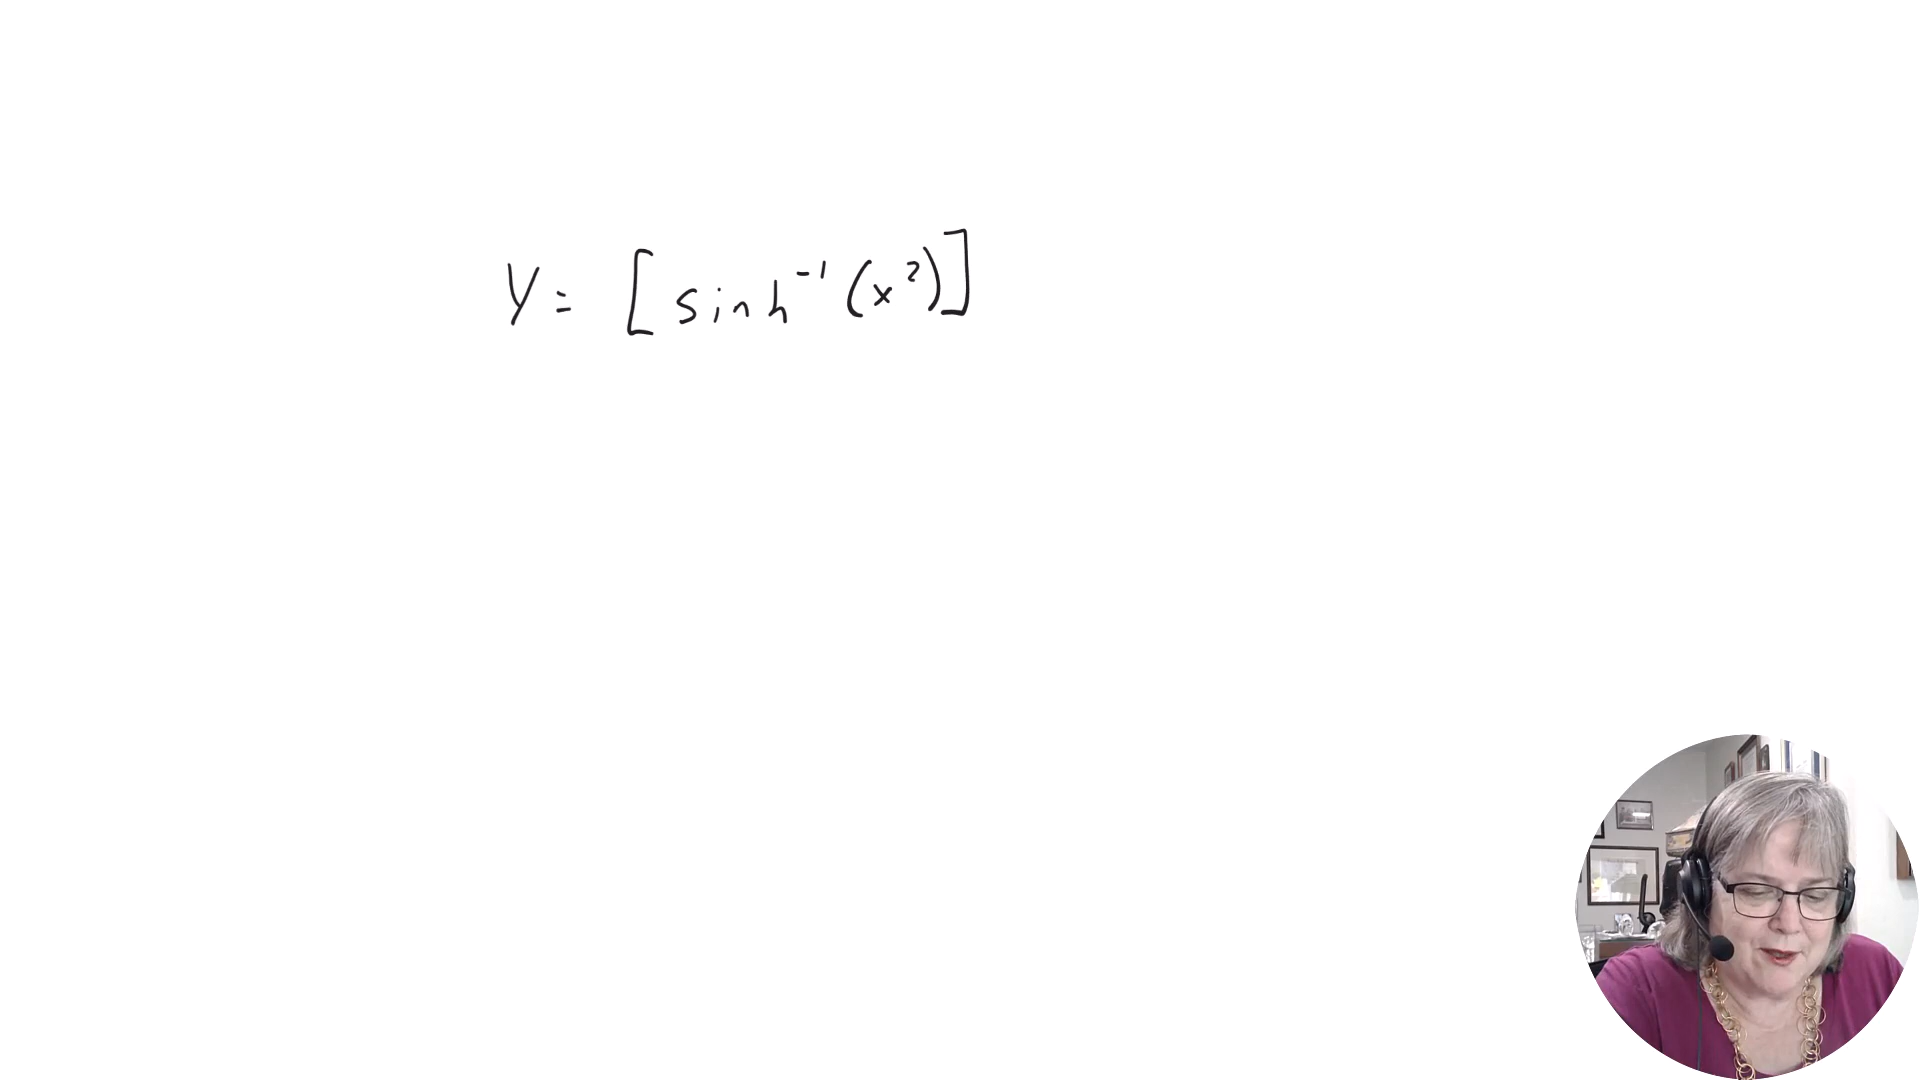 y = [sinh⁻¹(x²)]